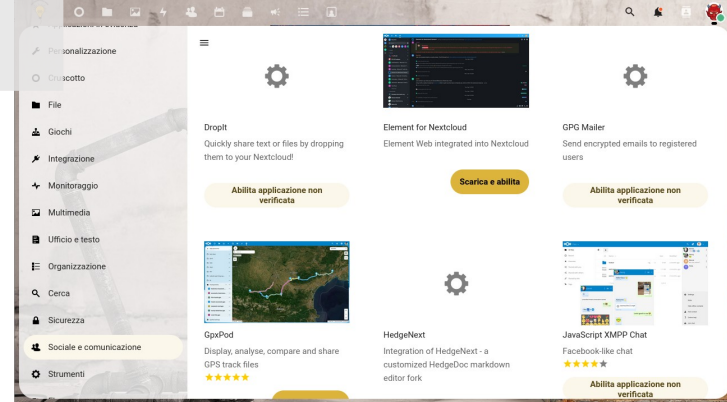 Applicazioni in evidenza
Personalizzazione
Cruscotto
File
Giochi
Integrazione
Monitoraggio
Multimedia
Ufficio e testo
Organizzazione
Cerca
Sicurezza
Sociale e comunicazione
Strumenti
DropIt
Quickly share text or files by dropping
them to your Nextcloud!
Abilita applicazione non
verificata
Element for Nextcloud
Element Web integrated into Nextcloud
Scarica e abilita
GPG Mailer
Send encrypted emails to registered
users
Abilita applicazione non
verificata
GpxPod
Display, analyse, compare and share
GPS track files
HedgeNext
Integration of HedgeNext - a
customized HedgeDoc markdown
editor fork
JavaScript XMPP Chat
Facebook-like chat
Abilita applicazione non
verificata